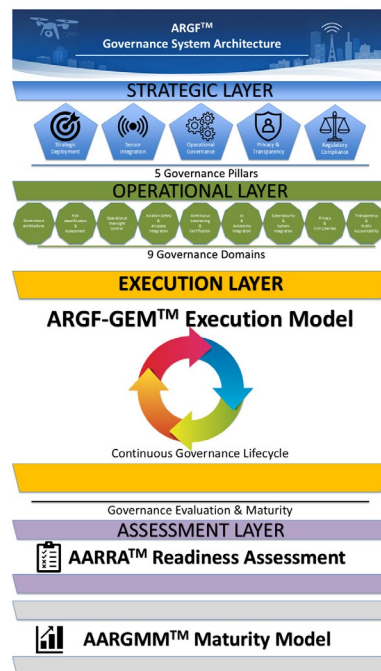 ARGF™
Governance System Architecture
STRATEGIC LAYER
Strategic
Deployment
Sensor
Integration
Operational
Governance
Privacy &
Transparency
Regulatory
Compliance
5 Governance Pillars
OPERATIONAL LAYER
Governance
Architecture
Risk
Identification
&
Assessment
Operational
Oversight
Control
Aviation Safety
&
Airspace
Integration
Continuous
Monitoring
&
AI
&
Autonomy
Integration
Cybersecurity
&
System
Integration
Privacy
&
Civil Liberties
Transparency
&
Public
Accountability
9 Governance Domains
EXECUTION LAYER
ARGF-GEM™ Execution Model
Continuous Governance Lifecycle
Governance Evaluation & Maturity
ASSESSMENT LAYER
AARRA™ Readiness Assessment
AARGMM™ Maturity Model